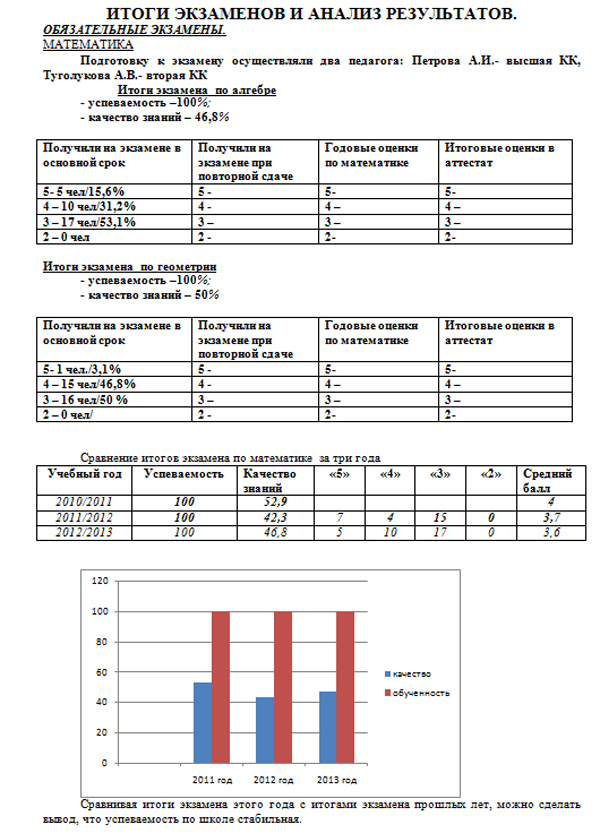 ИТОГИ ЭКЗАМЕНОВ И АНАЛИЗ РЕЗУЛЬТАТОВ.
ОБЯЗАТЕЛЬНЫЕ ЭКЗАМЕНЫ.
МАТЕМАТИКА
Подготовку к экзамену осуществляли два педагога: Петрова А.И.- высшая КК,
Туголукова А.В.- вторая КК
Итоги экзамена по алгебре
- успеваемость –100%;
- качество знаний – 46,8%
Получили на экзамене в основной срок | Получили на экзамене при повторной сдаче | Годовые оценки по математике | Итоговые оценки в аттестат
5- 5 чел/15,6% | 5 - | 5- | 5-
4 – 10 чел/31,2% | 4 - | 4 – | 4 –
3 – 17 чел/53,1% | 3 – | 3 – | 3 –
2 – 0 чел | 2 - | 2- | 2-
Итоги экзамена по геометрии
- успеваемость –100%;
- качество знаний – 50%
Получили на экзамене в основной срок | Получили на экзамене при повторной сдаче | Годовые оценки по математике | Итоговые оценки в аттестат
5- 1 чел./3,1% | 5 - | 5- | 5-
4 – 15 чел/46,8% | 4 - | 4 – | 4 –
3 – 16 чел/50 % | 3 – | 3 – | 3 –
2 – 0 чел/ | 2 - | 2- | 2-
Сравнение итогов экзамена по математике за три года
Учебный год | Успеваемость | Качество знаний | «5» | «4» | «3» | «2» | Средний балл
2010/2011 | 100 | 52,9 | | | | | 4
2011/2012 | 100 | 42,3 | 7 | 4 | 15 | 0 | 3,7
2012/2013 | 100 | 46,8 | 5 | 10 | 17 | 0 | 3,6
120
100
80
60
40
20
0
2011 год 2012 год 2013 год
качество
обученность
Сравнивая итоги экзамена этого года с итогами экзамена прошлых лет, можно сделать
вывод, что успеваемость по школе стабильная.